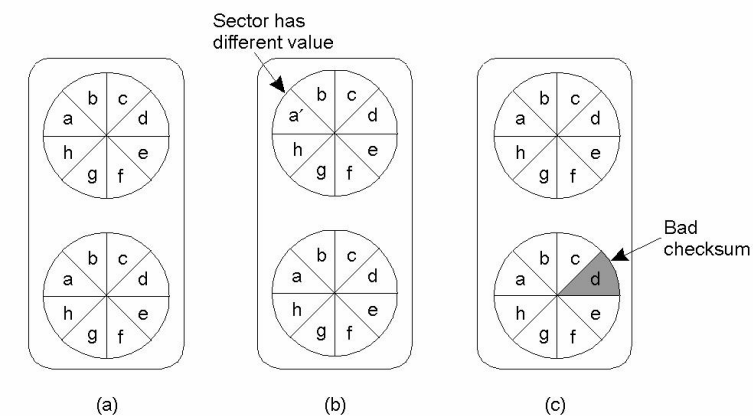 Sector has
different value
b c
a d
h e
g f
b c
a d
h e
g f
(a)
b c
a′ d
h e
g f
b c
a d
h e
g f
(b)
b c
a d
h e
g f
Bad
checksum
b c
a d
h e
g f
(c)